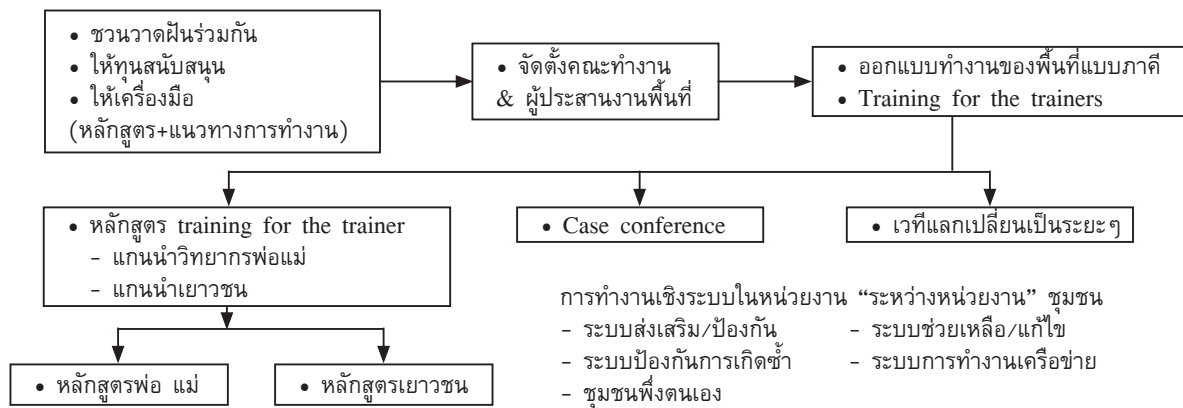 • ชวนวาดฝันร่วมกัน
• ให้ทุนสนับสนุน
• ให้เครื่องมือ
(หลักสูตร+แนวทางการทำงาน)
• จัดตั้งคณะทำงาน
& ผู้ประสานงานพื้นที่
• ออกแบบทำงานของพื้นที่แบบภาคี
• Training for the trainers
• หลักสูตร training for the trainer
- แกนนำวิทยากรพ่อแม่
- แกนนำเยาวชน
• Case conference
• เวทีแลกเปลี่ยนเป็นระยะๆ
• หลักสูตรพ่อ แม่
• หลักสูตรเยาวชน
การทำงานเชิงระบบในหน่วยงาน “ระหว่างหน่วยงาน” ชุมชน
- ระบบส่งเสริม/ป้องกัน - ระบบช่วยเหลือ/แก้ไข
- ระบบป้องกันการเกิดซ้ำ - ระบบการทำงานเครือข่าย
- ชุมชนพึ่งตนเอง